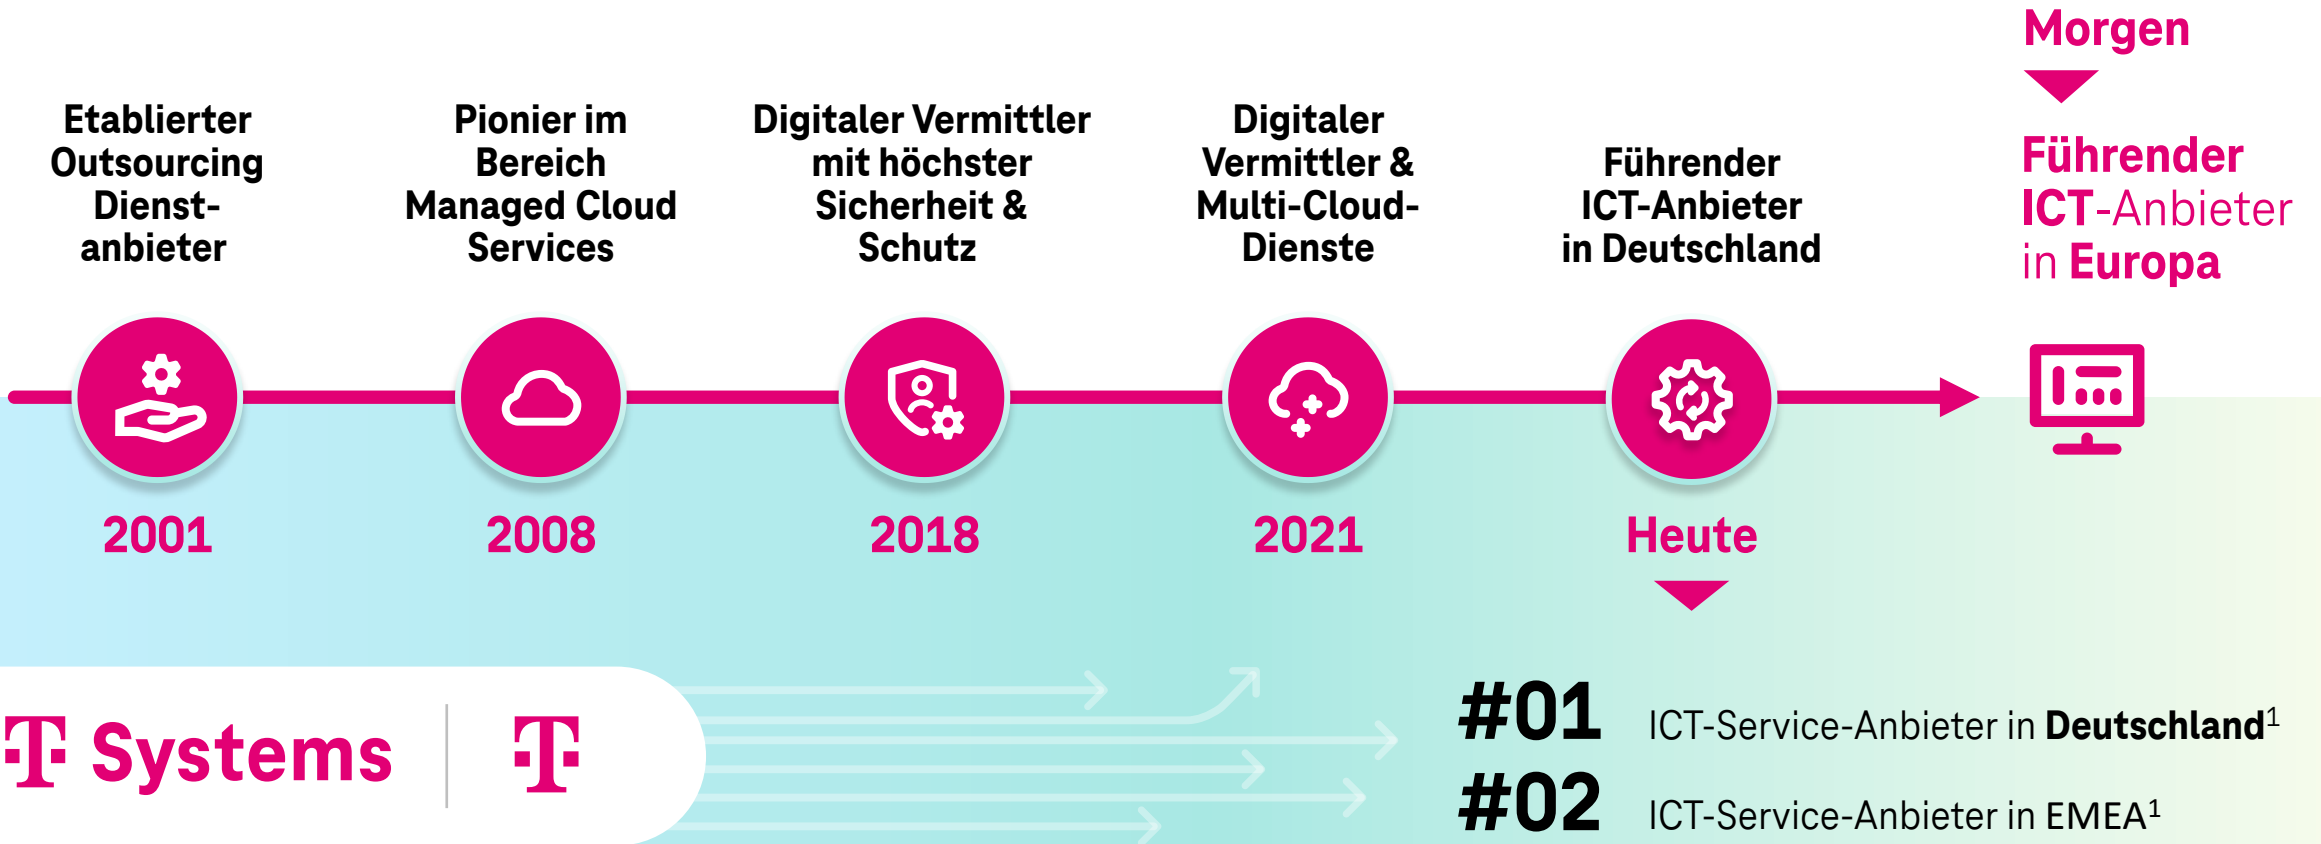 Etablierter
Outsourcing
Dienst-
anbieter
2001
Pionier im
Bereich
Managed Cloud
Services
2008
Digitaler Vermittler
mit höchster
Sicherheit &
Schutz
2018
Digitaler
Vermittler &
Multi-Cloud-
Dienste
2021
Führender
ICT-Anbieter
in Deutschland
Heute
Morgen
Führender
ICT-Anbieter
in Europa
T Systems
T
#01 ICT-Service-Anbieter in Deutschland¹
#02 ICT-Service-Anbieter in EMEA¹